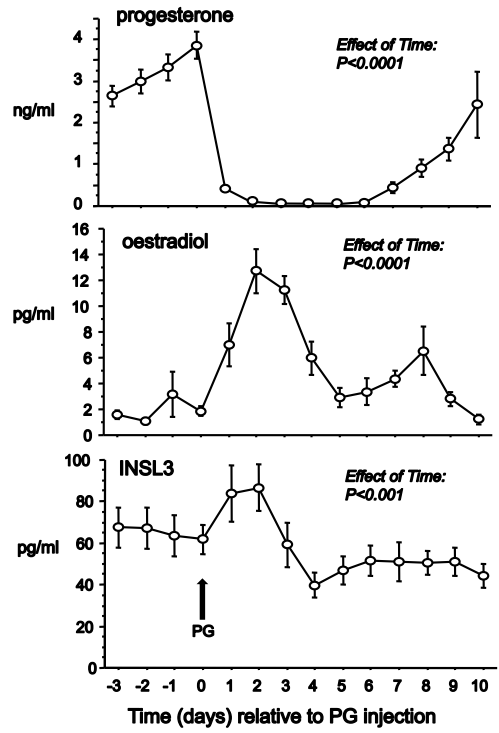 progesterone
Effect of Time:
P<0.0001
ng/ml
4
3
2
1
0
oestradiol
Effect of Time:
P<0.0001
pg/ml
16
14
12
10
8
6
4
2
0
INSL3
Effect of Time:
P<0.001
pg/ml
100
80
60
40
20
0
PG
-3 -2 -1 0 1 2 3 4 5 6 7 8 9 10
Time (days) relative to PG injection